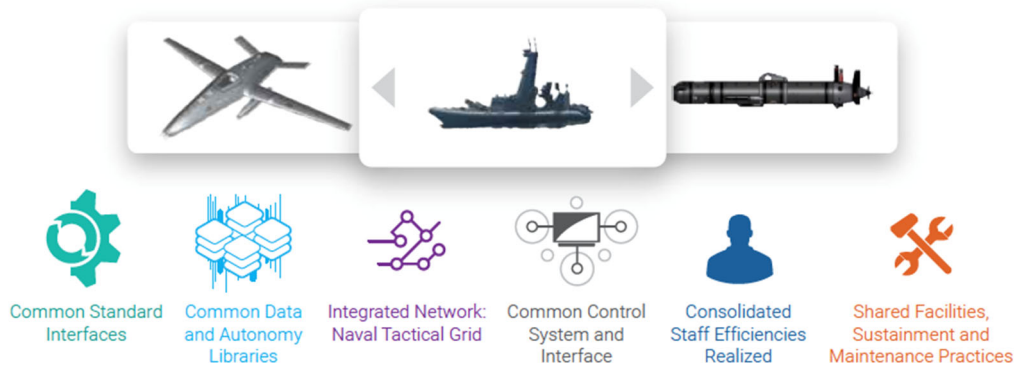 Common Standard
Interfaces
Common Data
and Autonomy
Libraries
Integrated Network:
Naval Tactical Grid
Common Control
System and
Interface
Consolidated
Staff Efficiencies
Realized
Shared Facilities,
Sustainment and
Maintenance Practices